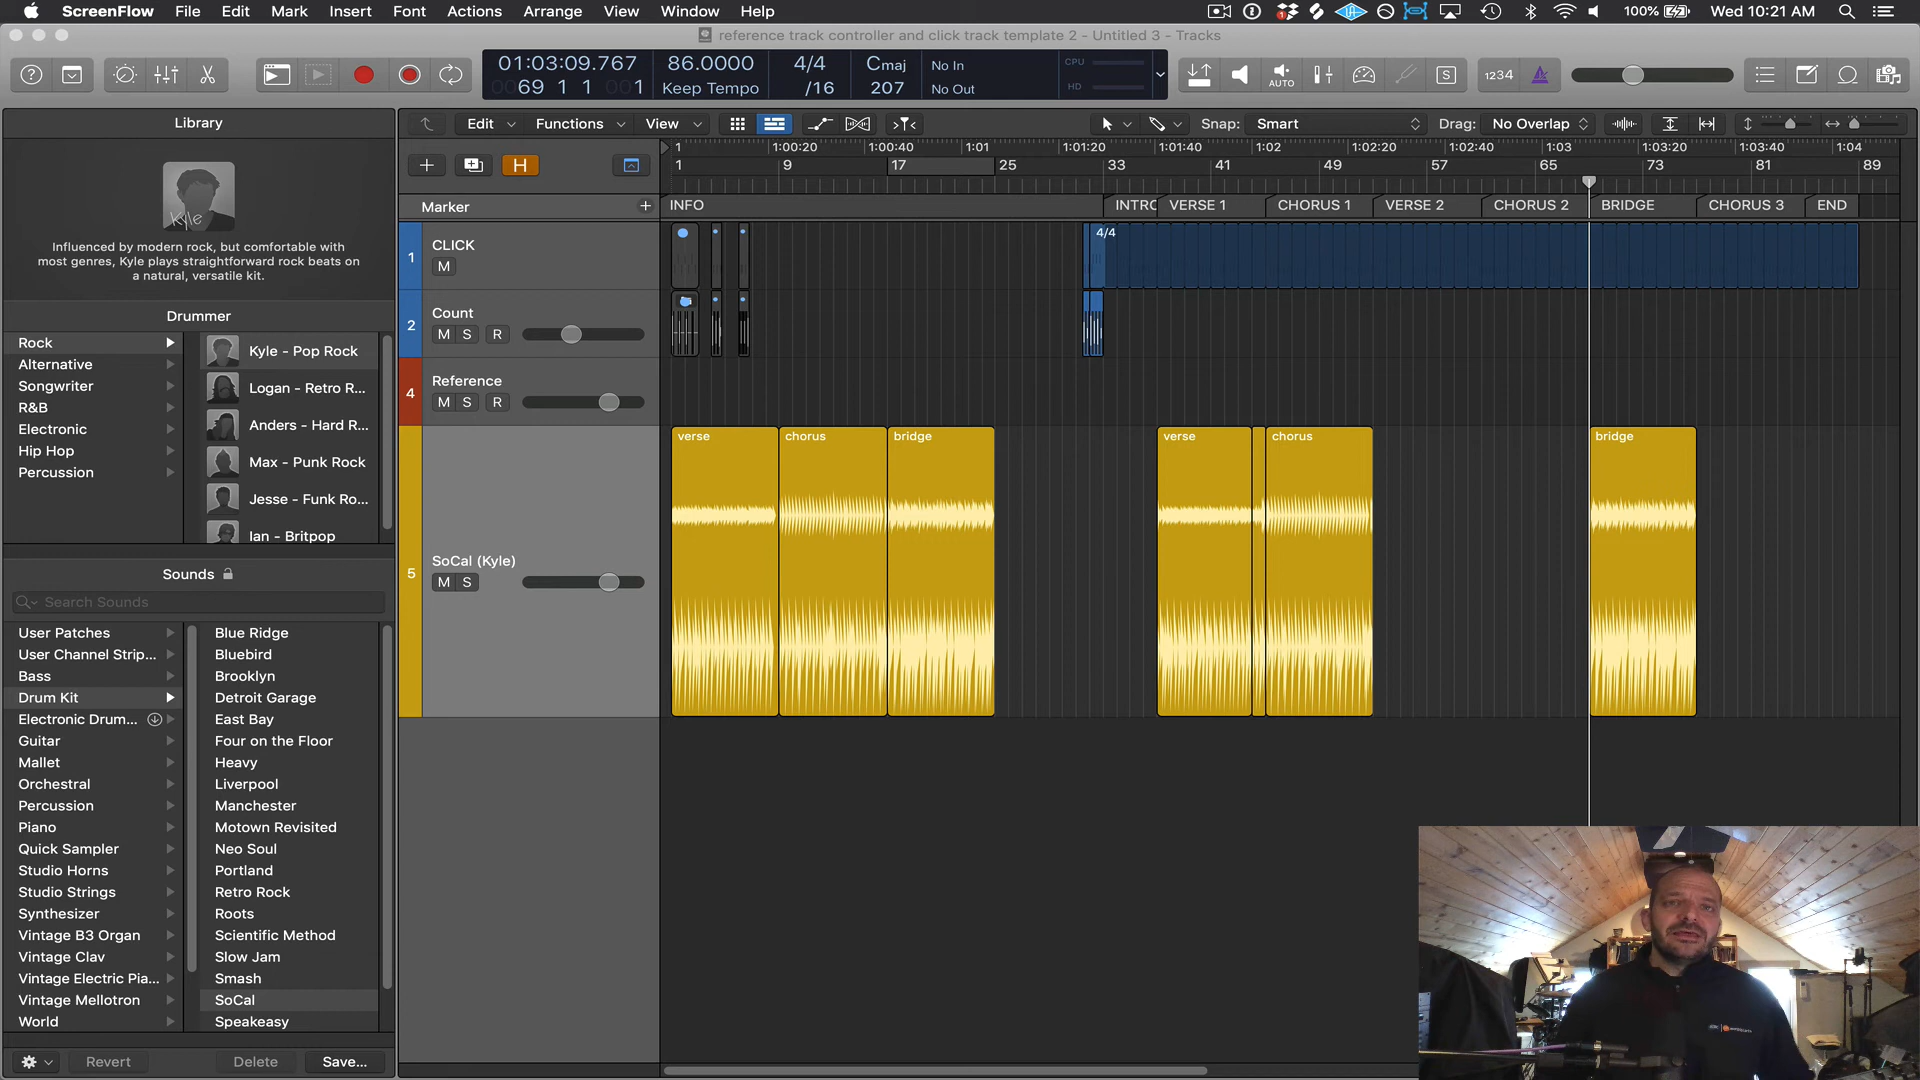 ScreenFlow File Edit Mark Insert Font Actions Arrange View Window Help 100% Wed 10:21 AM
reference track controller and click track template 2 - Untitled 3 - Tracks
01:03:09.767 86.0000 4/4 Cmaj No In CPU
0069 1 1 001 Keep Tempo /16 207 No Out HD
AUTO S 1234
Library
Edit Functions View Snap: Smart Drag: No Overlap
1 1:00:20 1:00:40 1:01 1:01:20 1:01:40 1:02 1:02:20 1:02:40 1:03 1:03:20 1:03:40 1:04
1 9 17 25 33 41 49 57 65 73 81 89
H
Marker
INFO INTRO VERSE 1 CHORUS 1 VERSE 2 CHORUS 2 BRIDGE CHORUS 3 END
Kyle
Influenced by modern rock, but comfortable with
most genres, Kyle plays straightforward rock beats on
a natural, versatile kit.
Drummer
Rock
Alternative
Songwriter
R&B
Electronic
Hip Hop
Percussion
Kyle - Pop Rock
Logan - Retro R...
Anders - Hard R...
Max - Punk Rock
Jesse - Funk Ro...
Ian - Britpop
1 CLICK
M
4/4
2 Count
M S R
4 Reference
M S R
5 SoCal (Kyle)
M S
verse chorus bridge verse chorus bridge
Sounds
Search Sounds
User Patches
User Channel Strip...
Bass
Drum Kit
Electronic Drum...
Guitar
Mallet
Orchestral
Percussion
Piano
Quick Sampler
Studio Horns
Studio Strings
Synthesizer
Vintage B3 Organ
Vintage Clav
Vintage Electric Pia...
Vintage Mellotron
World
Blue Ridge
Bluebird
Brooklyn
Detroit Garage
East Bay
Four on the Floor
Heavy
Liverpool
Manchester
Motown Revisited
Neo Soul
Portland
Retro Rock
Roots
Scientific Method
Slow Jam
Smash
SoCal
Speakeasy
Revert Delete Save...